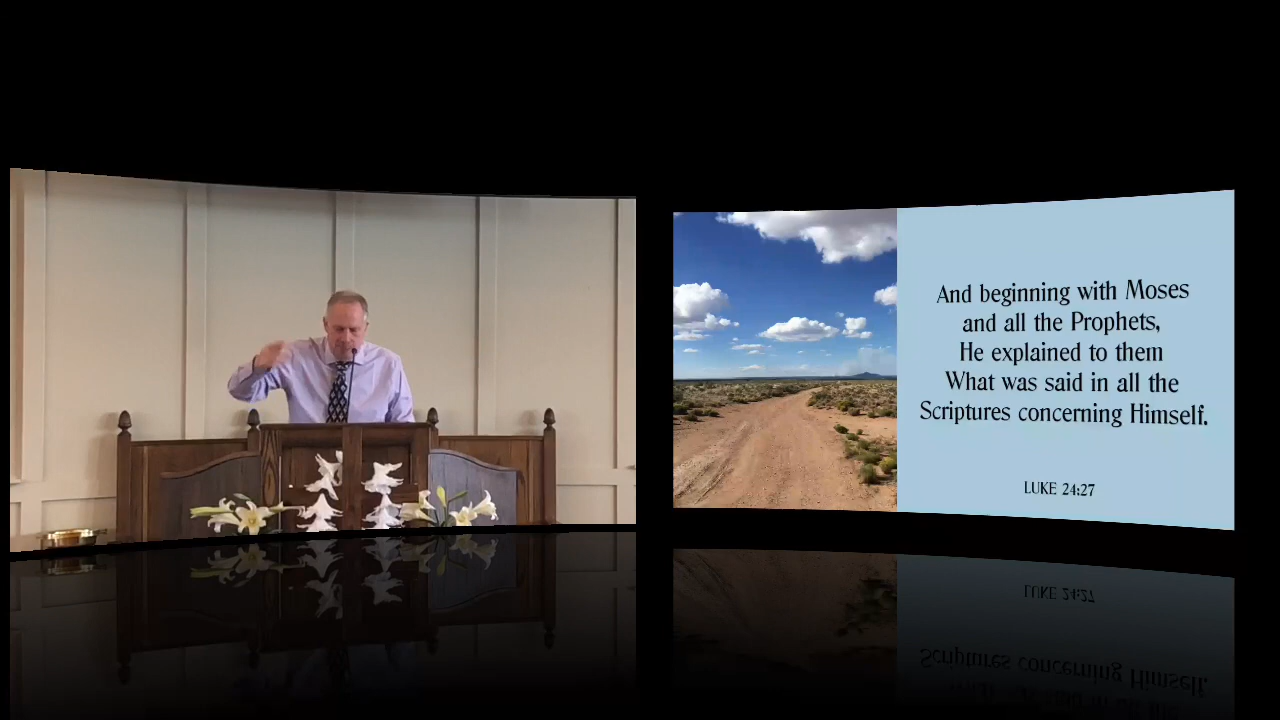 And beginning with Moses
and all the Prophets,
He explained to them
What was said in all the
Scriptures concerning Himself.
LUKE 24:27